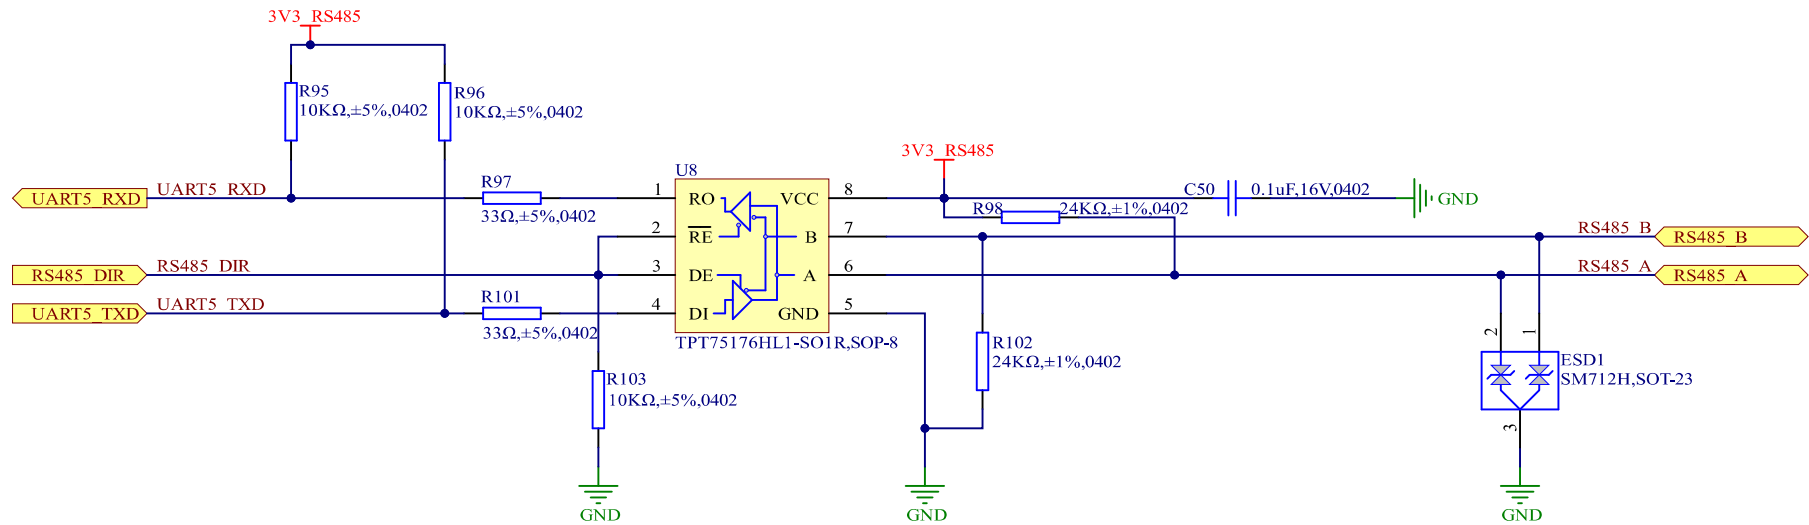 3V3_RS485
R95
10KΩ,±5%,0402
R96
10KΩ,±5%,0402
3V3_RS485
U8
UART5_RXD
UART5_RXD
R97
33Ω,±5%,0402
1
RO
VCC
8
C50
0.1uF,16V,0402
GND
R98
24KΩ,±1%,0402
2
RE
B
7
RS485_B
RS485_B
RS485_DIR
RS485_DIR
3
DE
A
6
RS485_A
RS485_A
UART5_TXD
UART5_TXD
R101
33Ω,±5%,0402
4
DI
GND
5
TPT75176HL1-SO1R,SOP-8
R102
24KΩ,±1%,0402
2
1
ESD1
SM712H,SOT-23
R103
10KΩ,±5%,0402
3
GND
GND
GND